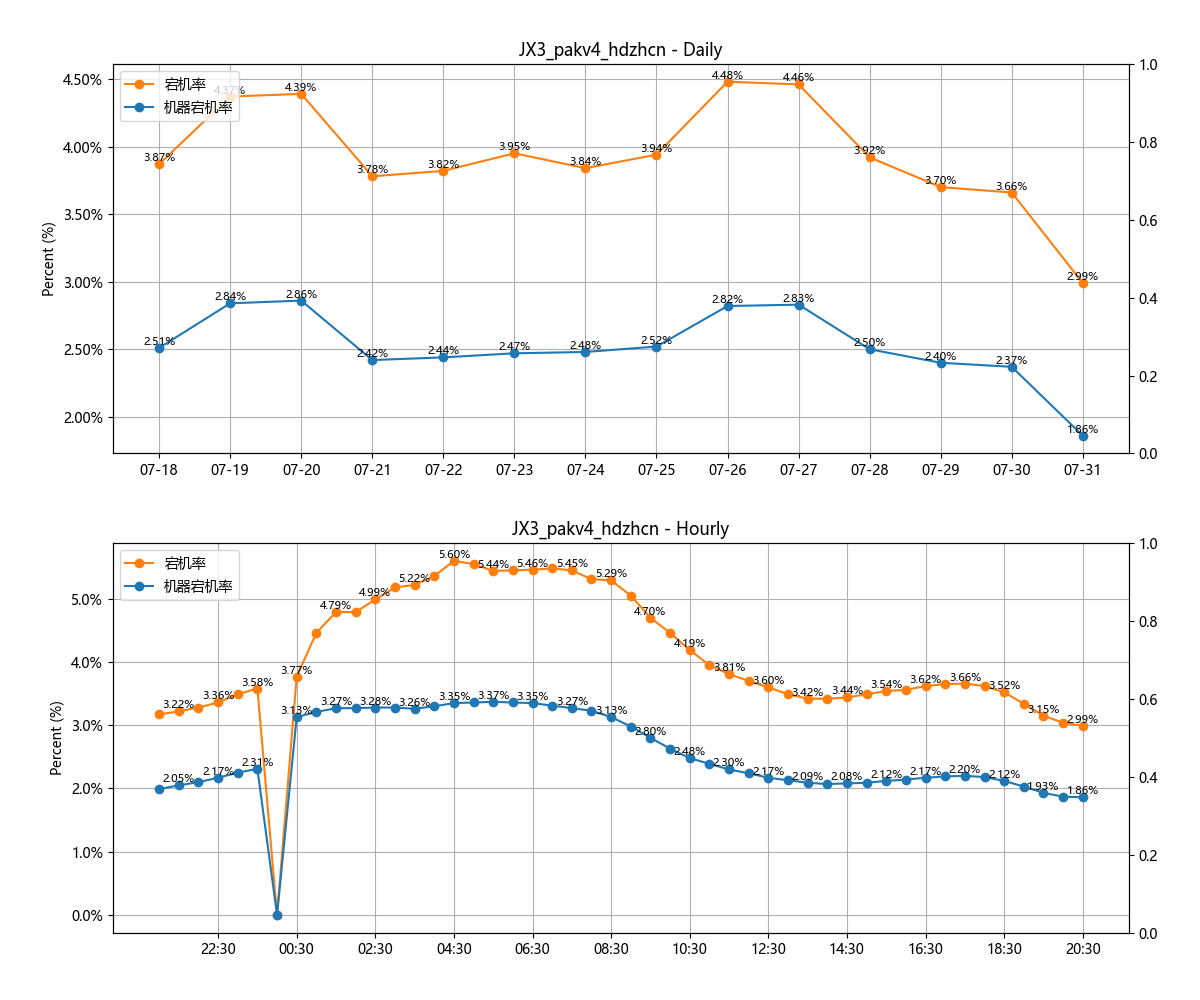 JX3_pakv4_hdzhcn - Daily
宕机率
机器宕机率
Percent (%)
4.50%
4.00%
3.50%
3.00%
2.50%
2.00%
1.0
0.8
0.6
0.4
0.2
0.0
3.87% 4.37% 4.39% 3.78% 3.82% 3.95% 3.84% 3.94% 4.48% 4.46% 3.92% 3.70% 3.66% 2.99%
2.51% 2.84% 2.86% 2.42% 2.44% 2.47% 2.48% 2.52% 2.82% 2.83% 2.50% 2.40% 2.37% 1.86%
07-18 07-19 07-20 07-21 07-22 07-23 07-24 07-25 07-26 07-27 07-28 07-29 07-30 07-31
JX3_pakv4_hdzhcn - Hourly
宕机率
机器宕机率
Percent (%)
5.0%
4.0%
3.0%
2.0%
1.0%
0.0%
1.0
0.8
0.6
0.4
0.2
0.0
3.22% 3.36% 3.58% 3.77% 4.79% 4.99% 5.22% 5.60% 5.44% 5.46% 5.45% 5.29% 4.70% 4.19% 3.81% 3.60% 3.42% 3.44% 3.54% 3.62% 3.66% 3.52% 3.15% 2.99%
2.05% 2.17% 2.31% 3.13% 3.27% 3.28% 3.26% 3.35% 3.37% 3.35% 3.27% 3.13% 2.80% 2.48% 2.30% 2.17% 2.09% 2.08% 2.12% 2.17% 2.20% 2.12% 1.93% 1.86%
22:30 00:30 02:30 04:30 06:30 08:30 10:30 12:30 14:30 16:30 18:30 20:30